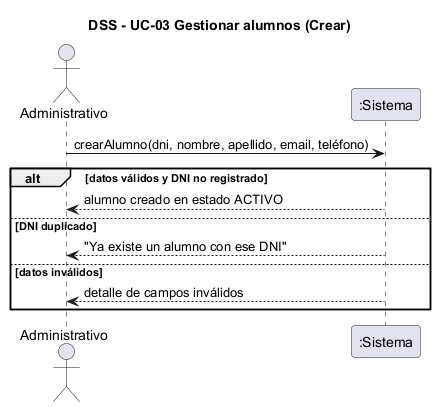 DSS - UC-03 Gestionar alumnos (Crear)
Administrativo
:Sistema
crearAlumno(dni, nombre, apellido, email, teléfono)
alt
[datos válidos y DNI no registrado]
alumno creado en estado ACTIVO
[DNI duplicado]
"Ya existe un alumno con ese DNI"
[datos inválidos]
detalle de campos inválidos
Administrativo
:Sistema